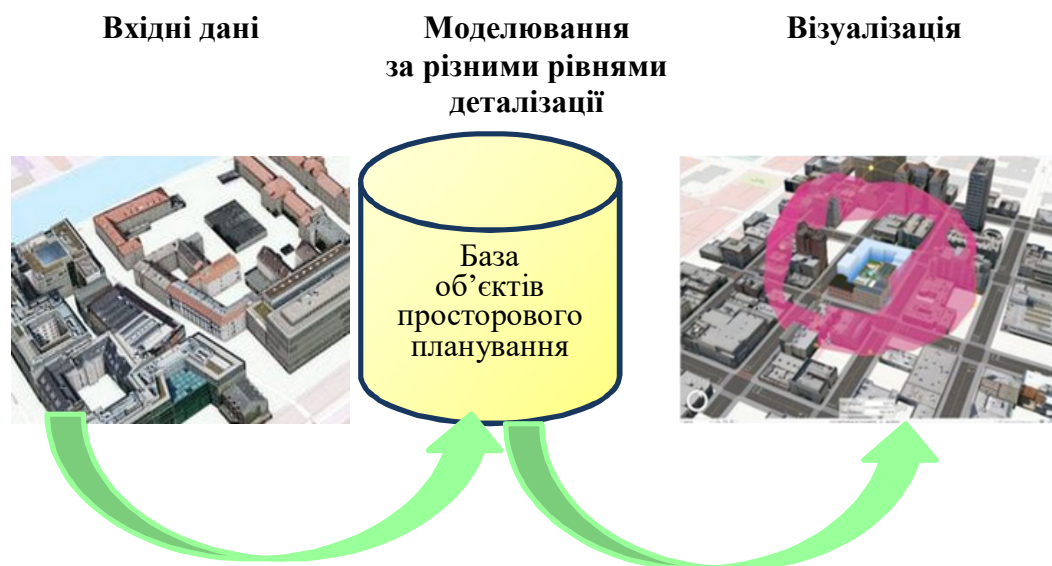 Вхідні дані
Моделювання
за різними рівнями
деталізації
Візуалізація
База
об’єктів
просторового
планування